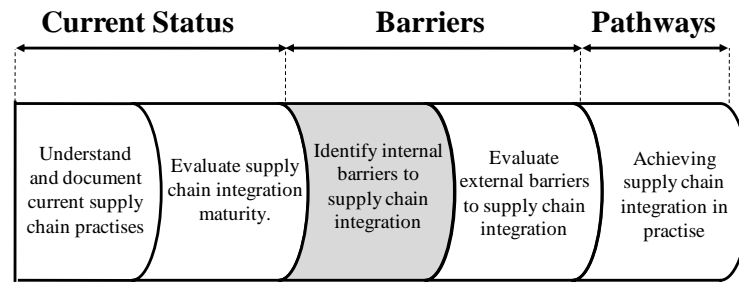 Current Status
Barriers
Pathways
Understand
and document
current supply
chain practises
Evaluate supply
chain integration
maturity.
Identify internal
barriers to
supply chain
integration
Evaluate
external barriers
to supply chain
integration
Achieving
supply chain
integration in
practise